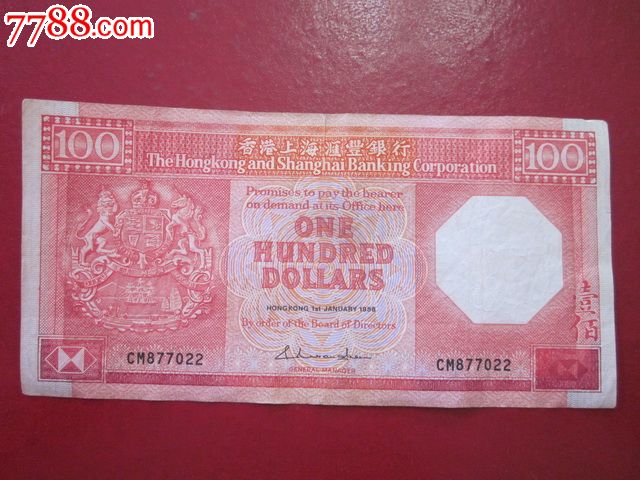 7788.com
100
香港上海滙豐銀行
100
The Hongkong and Shanghai Banking Corporation
Promises to pay the bearer
on demand at its Office here
ONE
HUNDRED
DOLLARS
HONGKONG 1st JANUARY 1988
By order of the Board of Directors
壹佰
CM877022
CM877022
GENERAL MANAGER